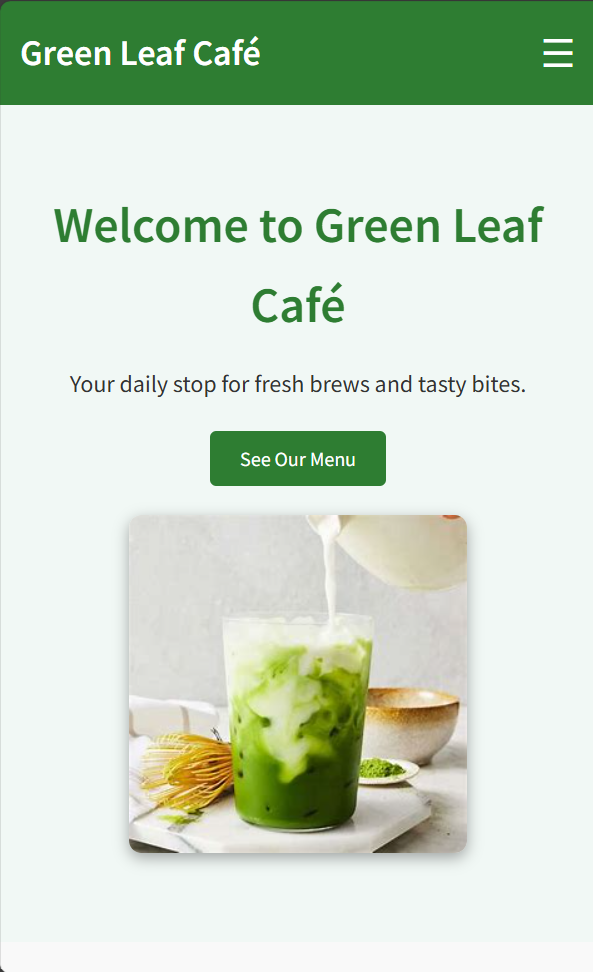 Green Leaf Café
Welcome to Green Leaf
Café
Your daily stop for fresh brews and tasty bites.
See Our Menu